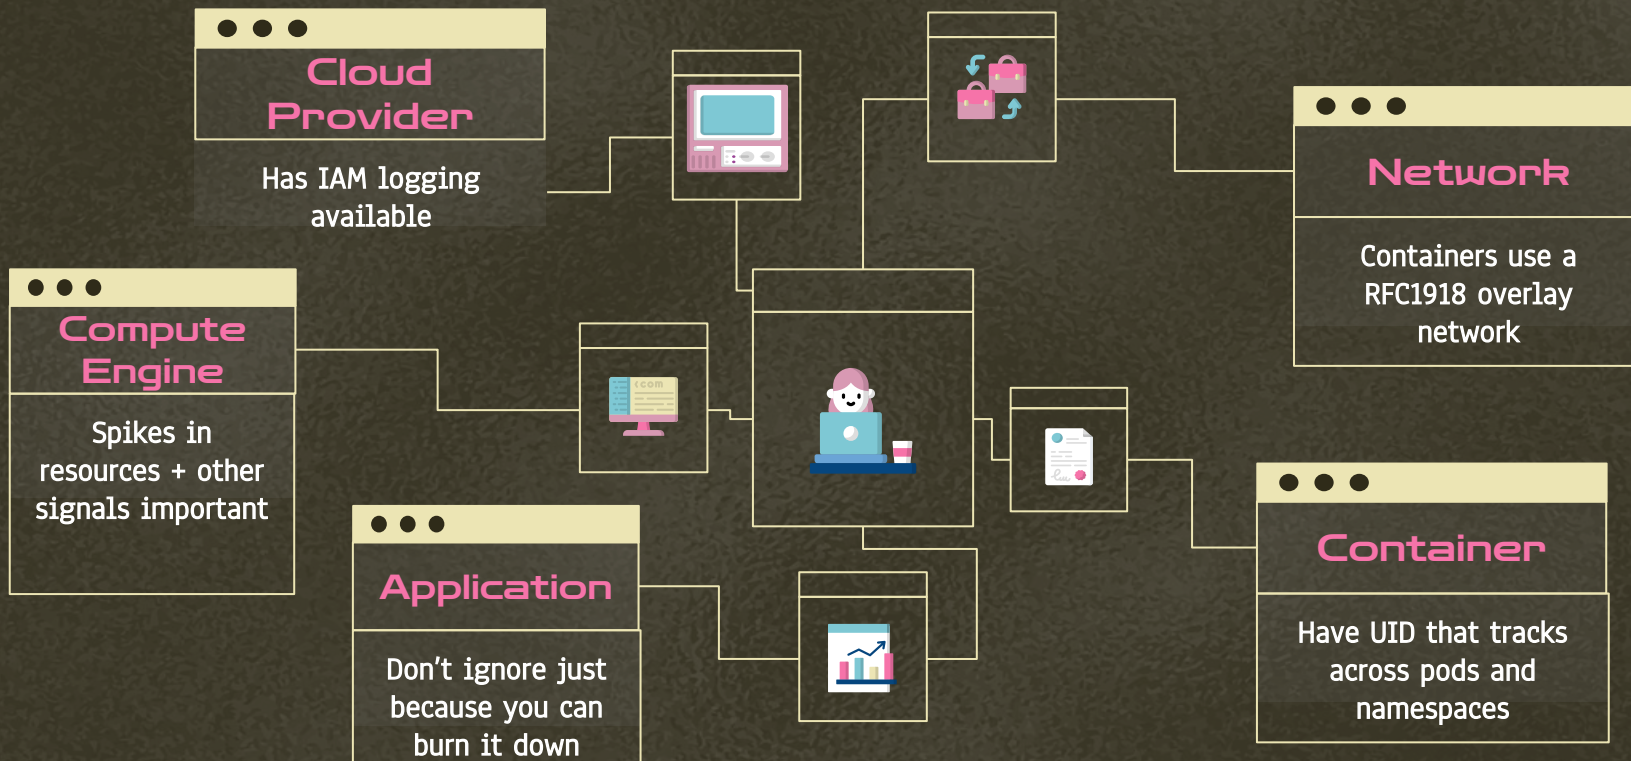 Cloud
Provider
Has IAM logging
available
Network
Containers use a
RFC1918 overlay
network
Compute
Engine
Spikes in
resources + other
signals important
‹com
Application
Don't ignore just
because you can
burn it down
Container
Have UID that tracks
across pods and
namespaces